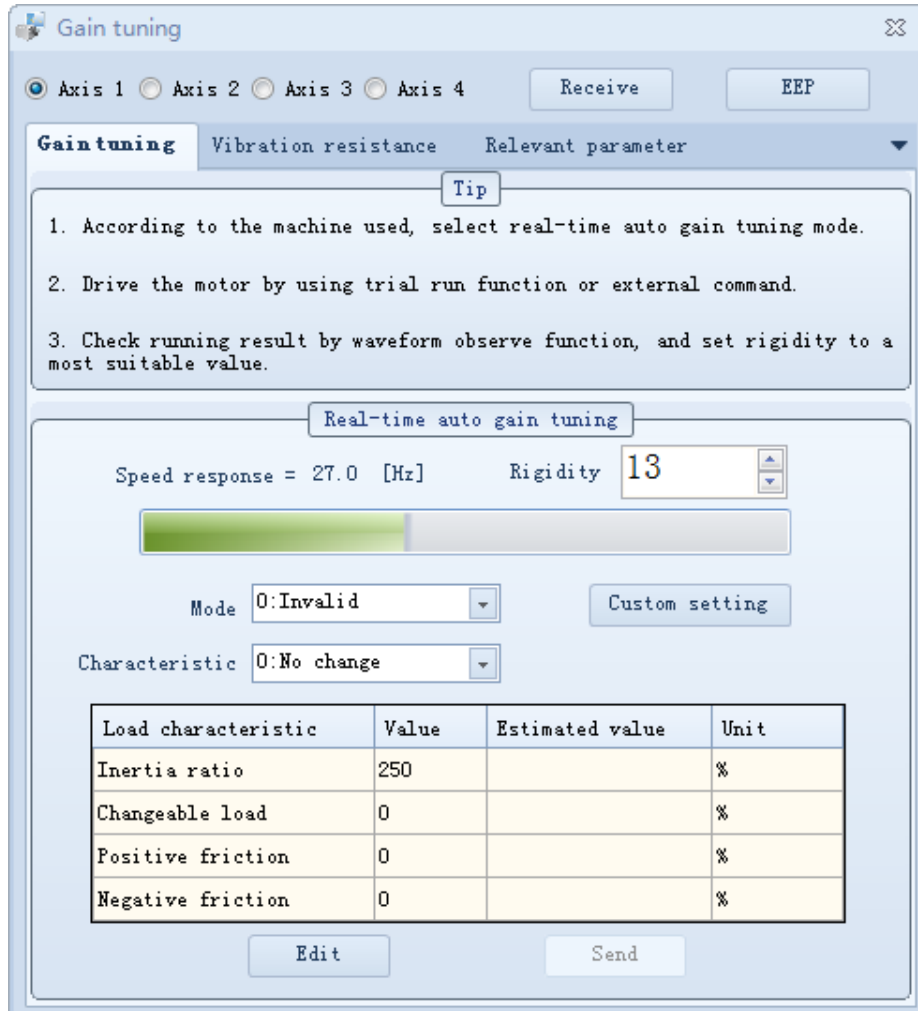 Gain tuning
Axis 1 Axis 2 Axis 3 Axis 4 Receive EEP
Gain tuning Vibration resistance Relevant parameter
Tip
1. According to the machine used, select real-time auto gain tuning mode.
2. Drive the motor by using trial run function or external command.
3. Check running result by waveform observe function, and set rigidity to a
most suitable value.
Real-time auto gain tuning
Speed response = 27.0 [Hz] Rigidity 13
Mode 0:Invalid Custom setting
Characteristic 0:No change
Load characteristic Value Estimated value Unit
Inertia ratio 250 %
Changeable load 0 %
Positive friction 0 %
Negative friction 0 %
Edit Send